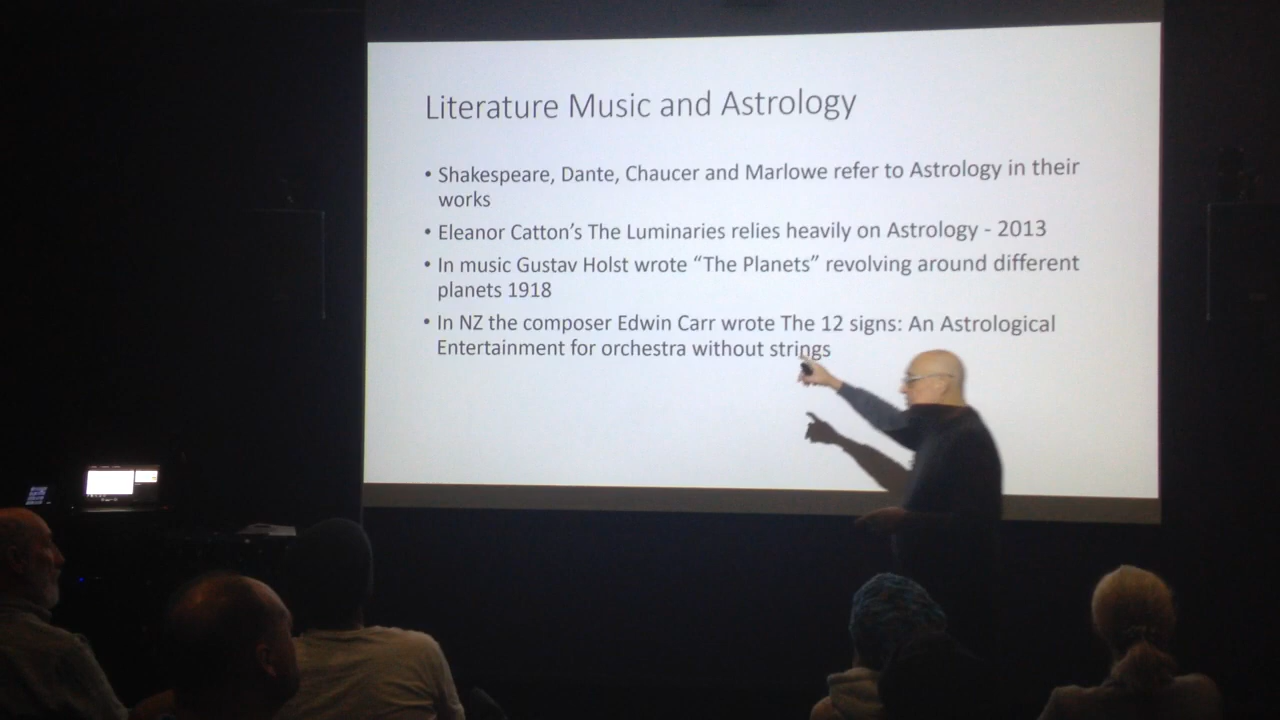 Literature Music and Astrology
• Shakespeare, Dante, Chaucer and Marlowe refer to Astrology in their
works
• Eleanor Catton’s The Luminaries relies heavily on Astrology - 2013
• In music Gustav Holst wrote “The Planets” revolving around different
planets 1918
• In NZ the composer Edwin Carr wrote The 12 signs: An Astrological
Entertainment for orchestra without strings